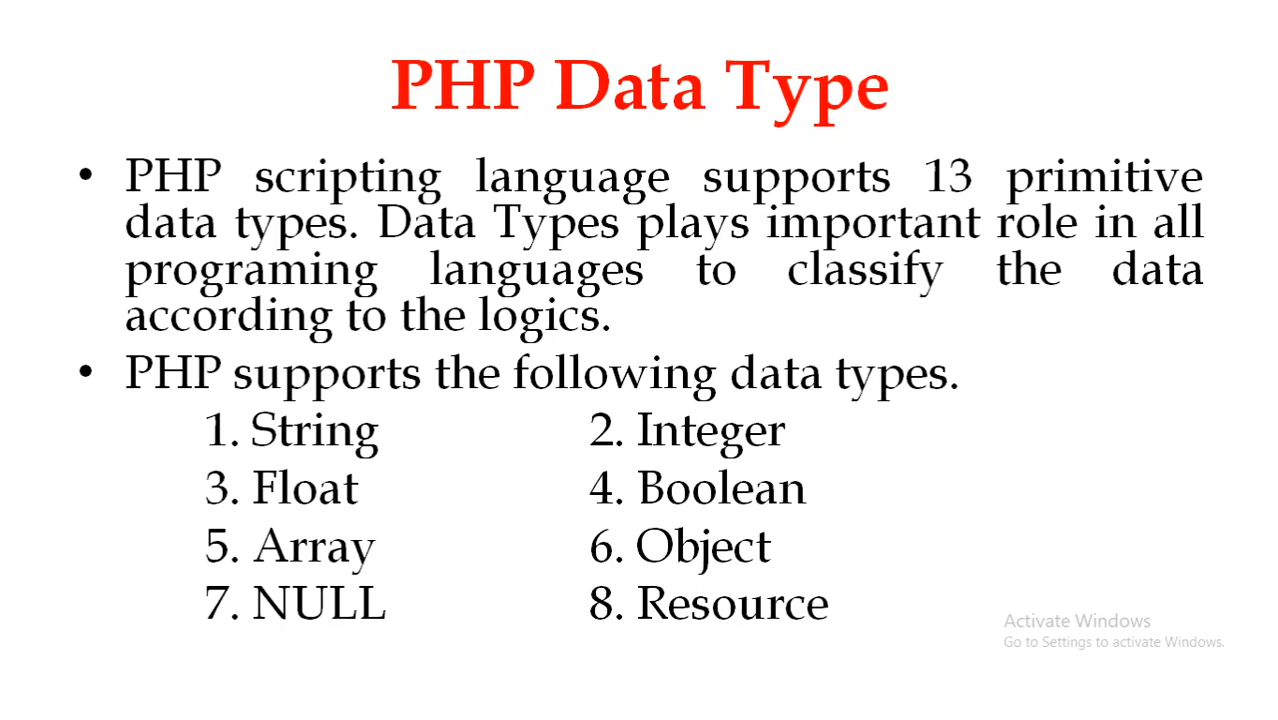 PHP Data Type
• PHP scripting language supports 13 primitive
data types. Data Types plays important role in all
programing languages to classify the data
according to the logics.
• PHP supports the following data types.
1. String 2. Integer
3. Float 4. Boolean
5. Array 6. Object
7. NULL 8. Resource
Activate Windows
Go to Settings to activate Windows.